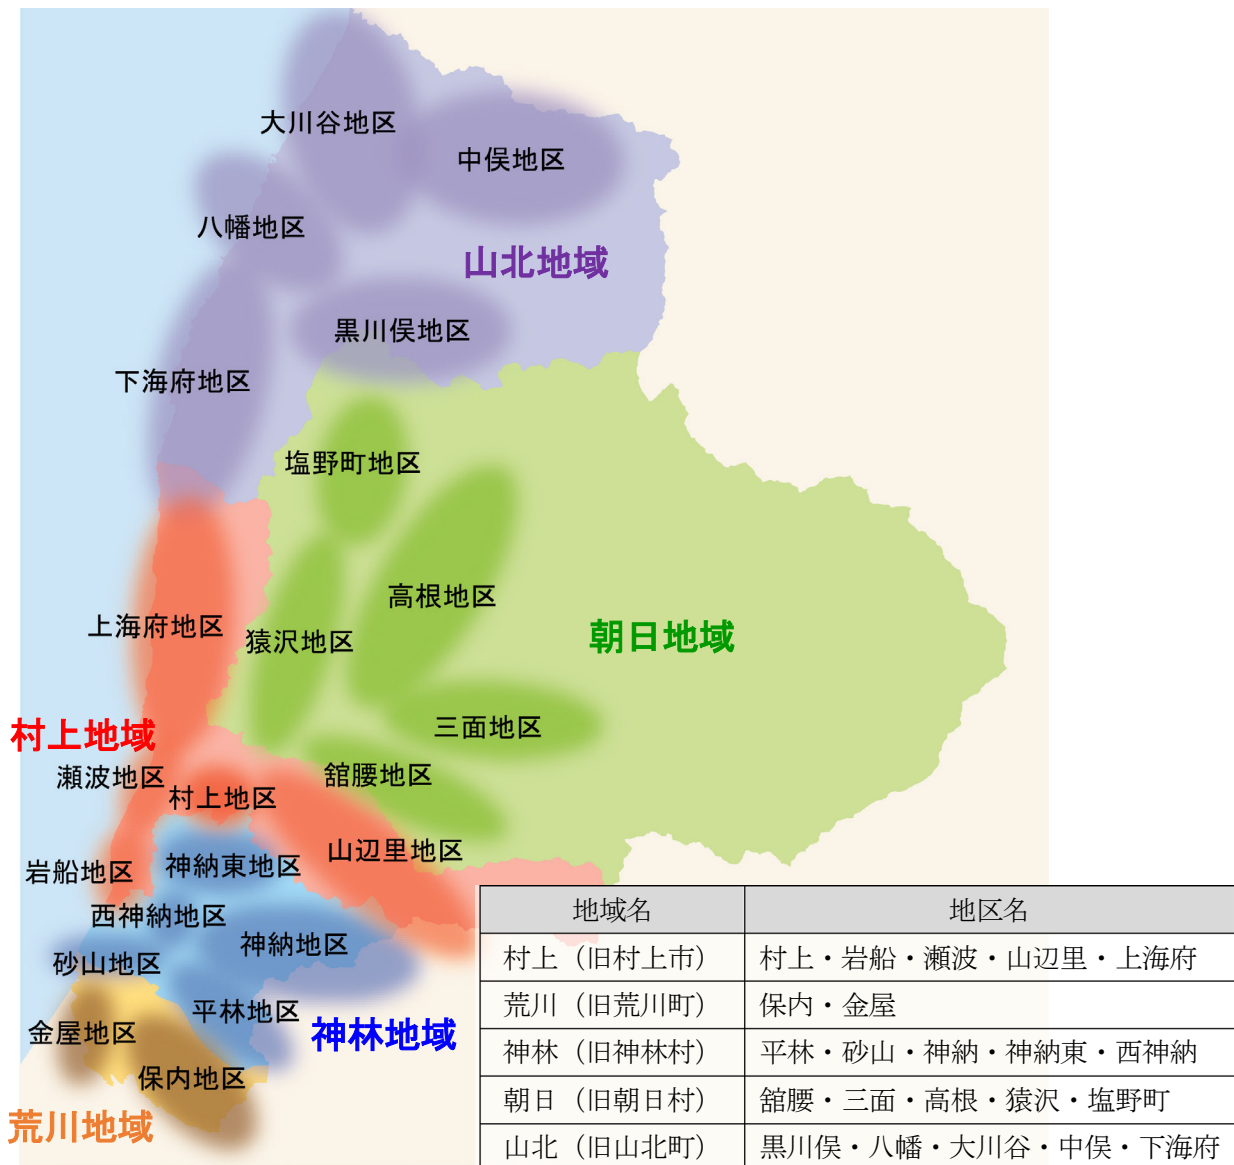 大川谷地区
中俣地区
八幡地区
山北地域
黒川俣地区
下海府地区
塩野町地区
高根地区
上海府地区
猿沢地区
朝日地域
村上地域
三面地区
瀬波地区
舘腰地区
村上地区
山辺里地区
岩船地区
神納東地区
西神納地区
神納地区
砂山地区
平林地区
金屋地区
神林地域
保内地区
荒川地域
地域名 地区名
村上（旧村上市） 村上・岩船・瀬波・山辺里・上海府
荒川（旧荒川町） 保内・金屋
神林（旧神林村） 平林・砂山・神納・神納東・西神納
朝日（旧朝日村） 舘腰・三面・高根・猿沢・塩野町
山北（旧山北町） 黒川俣・八幡・大川谷・中俣・下海府